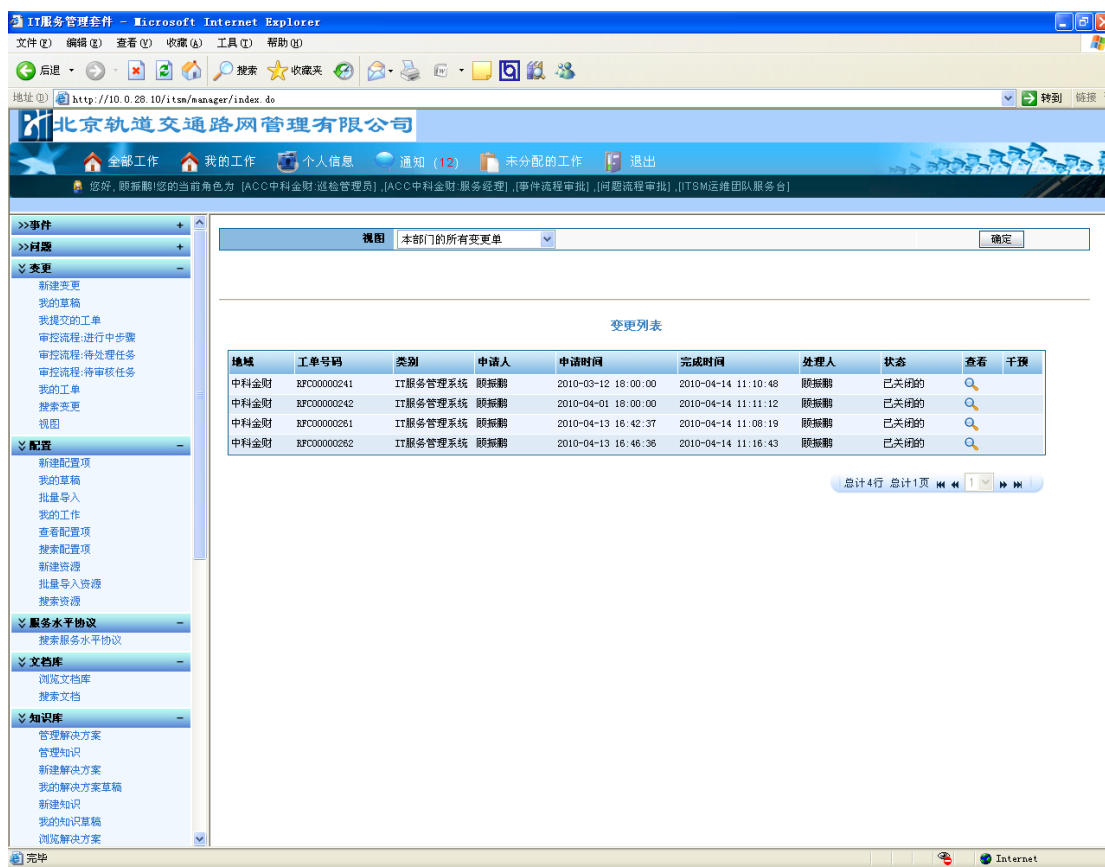 IT服务管理套件 - Microsoft Internet Explorer
文件(F) 编辑(E) 查看(V) 收藏(A) 工具(T) 帮助(H)
后退 搜索 收藏夹
地址(D) http://10.0.28.10/itsm/manager/index.do 转到 链接
北京轨道交通路网管理有限公司
全部工作 我的工作 个人信息 通知 (12) 未分配的工作 退出
您好,顾振鹏!您的当前角色为 [ACC中科金财:巡检管理员],[ACC中科金财:服务经理],[事件流程审批],[问题流程审批],[ITSM运维团队服务台]
>>事件 +
>>问题 +
变更 -
新建变更
我的草稿
我提交的工单
审控流程:进行中步骤
审控流程:待处理任务
审控流程:待审核任务
我的工单
搜索变更
视图
配置 -
新建配置项
我的草稿
批量导入
我的工作
查看配置项
搜索配置项
新建资源
批量导入资源
搜索资源
服务水平协议 -
搜索服务水平协议
文档库 -
浏览文档库
搜索文档
知识库 -
管理解决方案
管理知识
新建解决方案
我的解决方案草稿
新建知识
我的知识草稿
浏览解决方案
视图 本部门的所有变更单 确定
变更列表
地域 工单号码 类别 申请人 申请时间 完成时间 处理人 状态 查看 干预
中科金财 RFC00000241 IT服务管理系统 顾振鹏 2010-03-12 18:00:00 2010-04-14 11:10:48 顾振鹏 已关闭的
中科金财 RFC00000242 IT服务管理系统 顾振鹏 2010-04-01 18:00:00 2010-04-14 11:11:12 顾振鹏 已关闭的
中科金财 RFC00000261 IT服务管理系统 顾振鹏 2010-04-13 16:42:37 2010-04-14 11:08:19 顾振鹏 已关闭的
中科金财 RFC00000262 IT服务管理系统 顾振鹏 2010-04-13 16:46:36 2010-04-14 11:16:43 顾振鹏 已关闭的
总计4行 总计1页 1
完毕 Internet